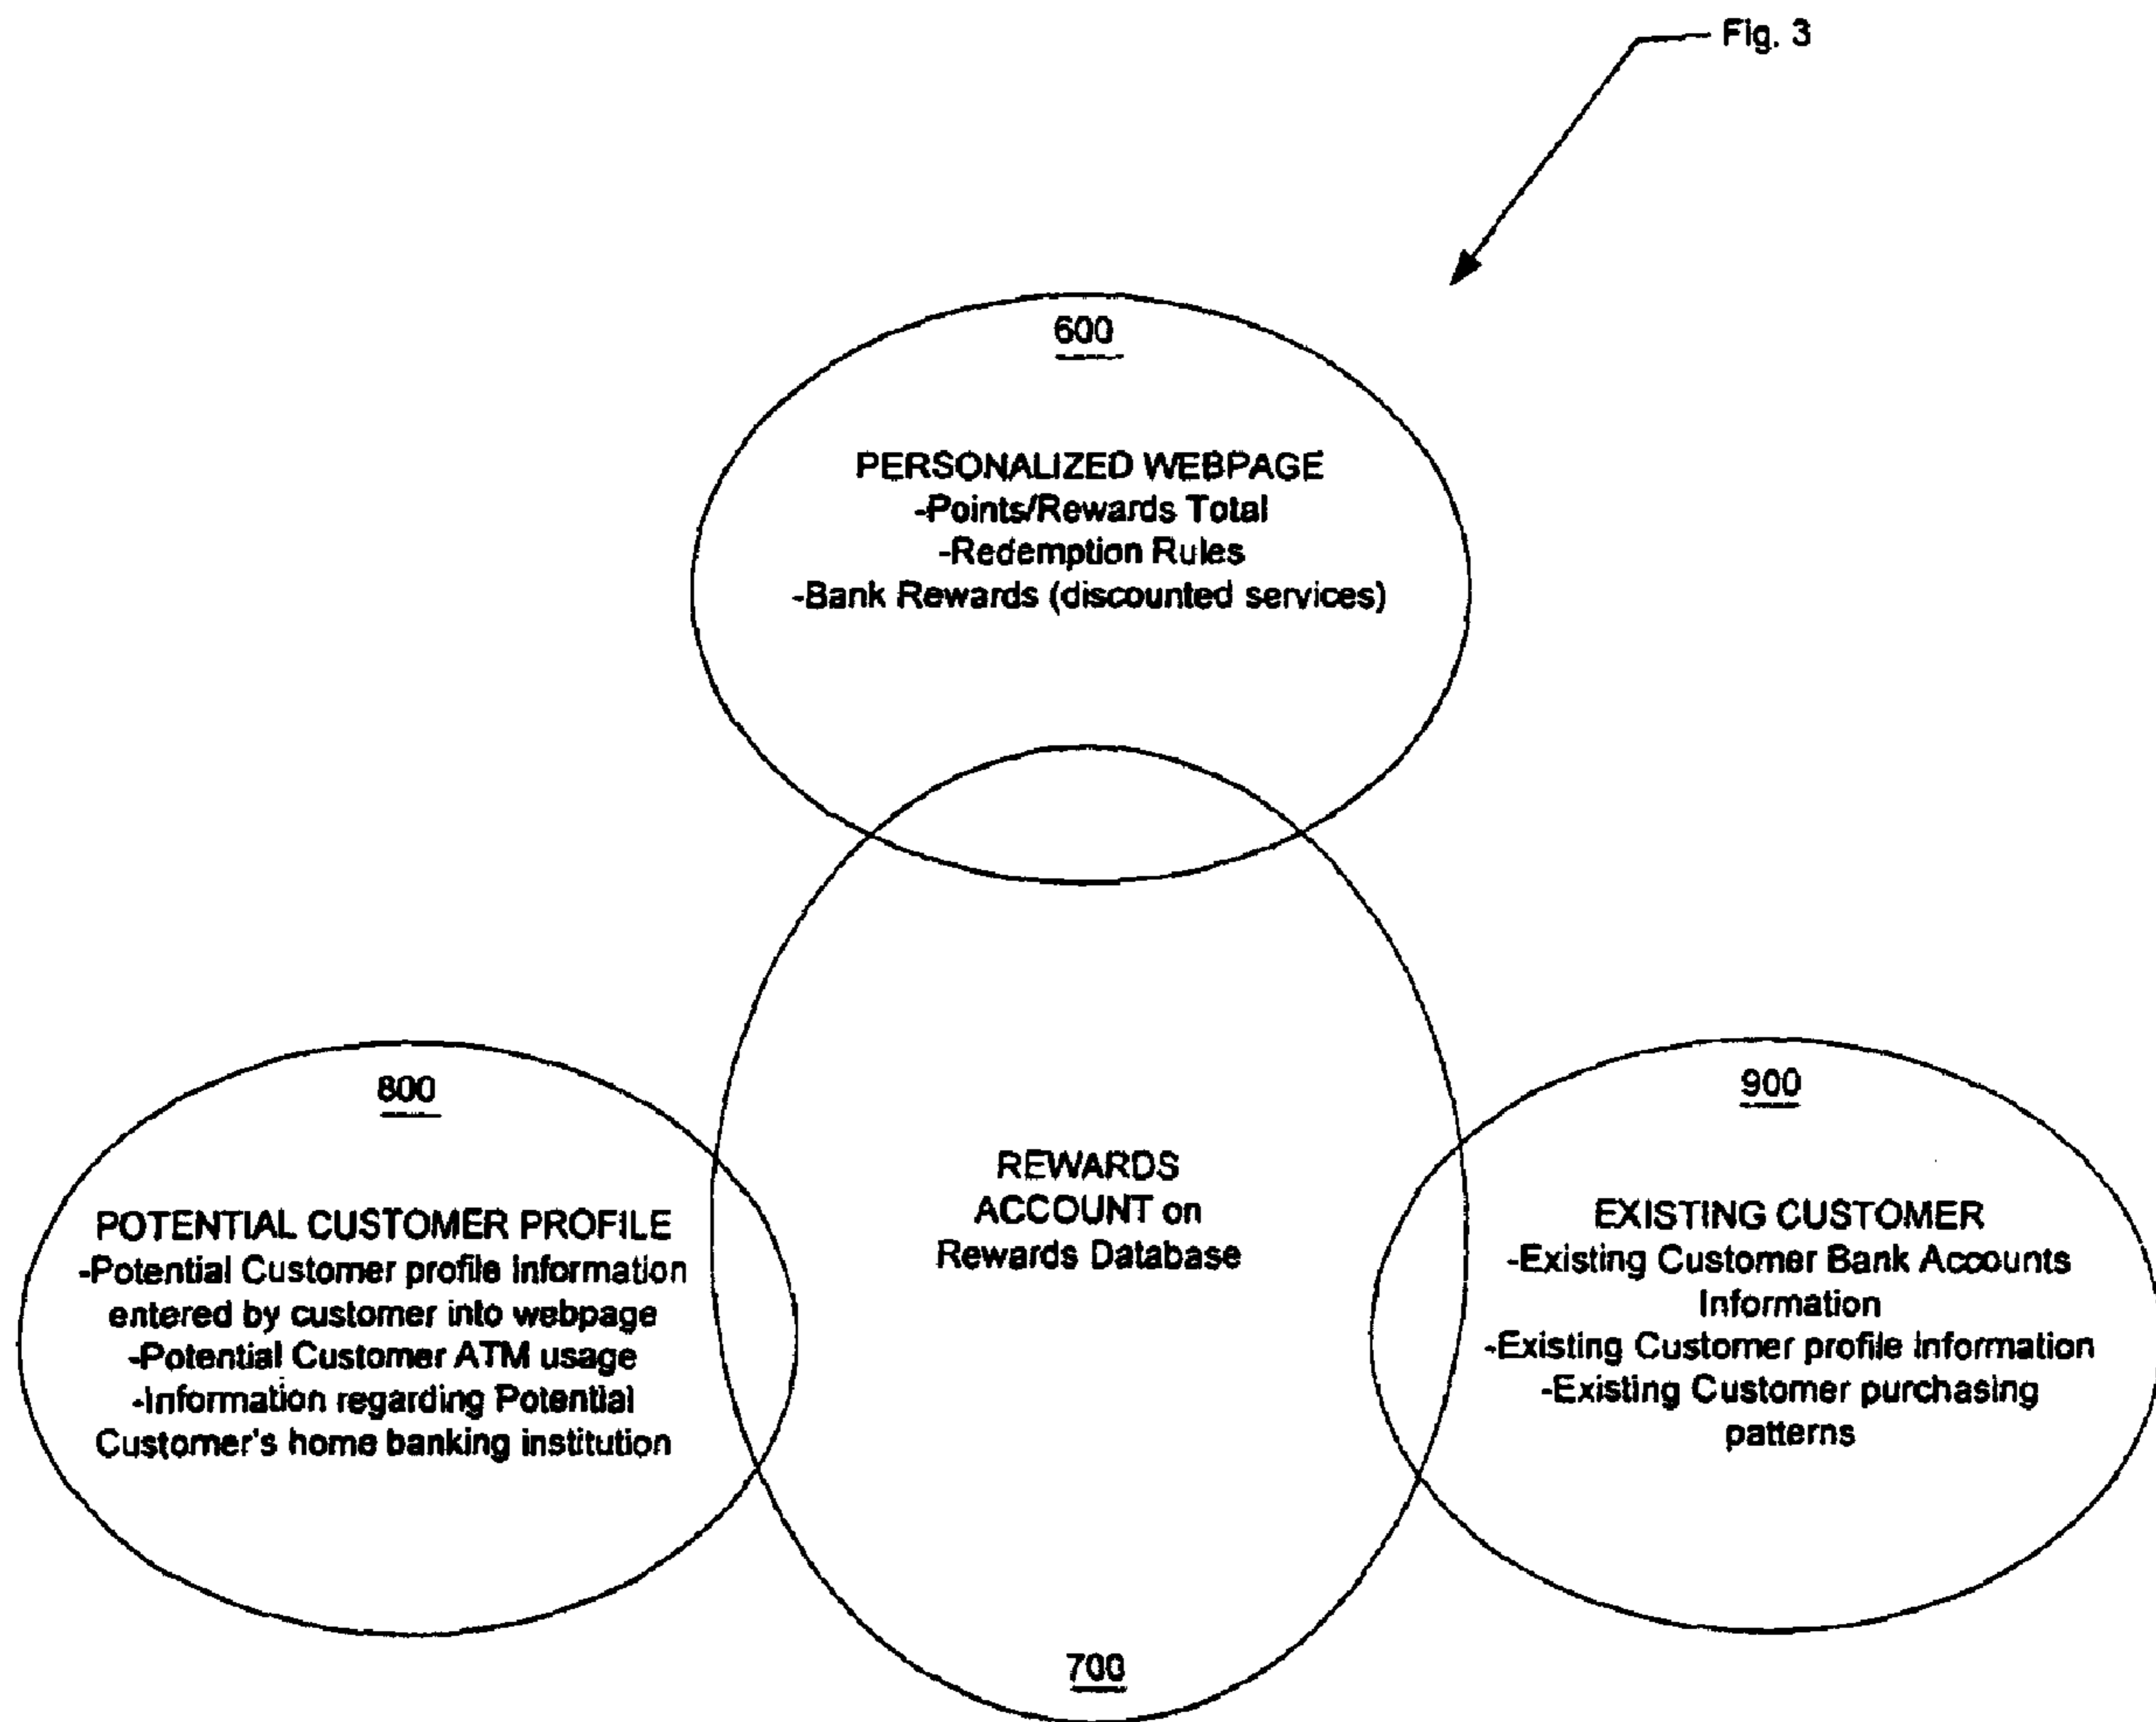 Fig. 3
600
PERSONALIZED WEBPAGE
-Points/Rewards Total
-Redemption Rules
-Bank Rewards (discounted services)
800
POTENTIAL CUSTOMER PROFILE
-Potential Customer profile information
entered by customer into webpage
-Potential Customer ATM usage
-Information regarding Potential
Customer's home banking institution
REWARDS
ACCOUNT on
Rewards Database
700
900
EXISTING CUSTOMER
-Existing Customer Bank Accounts
Information
-Existing Customer profile information
-Existing Customer purchasing
patterns